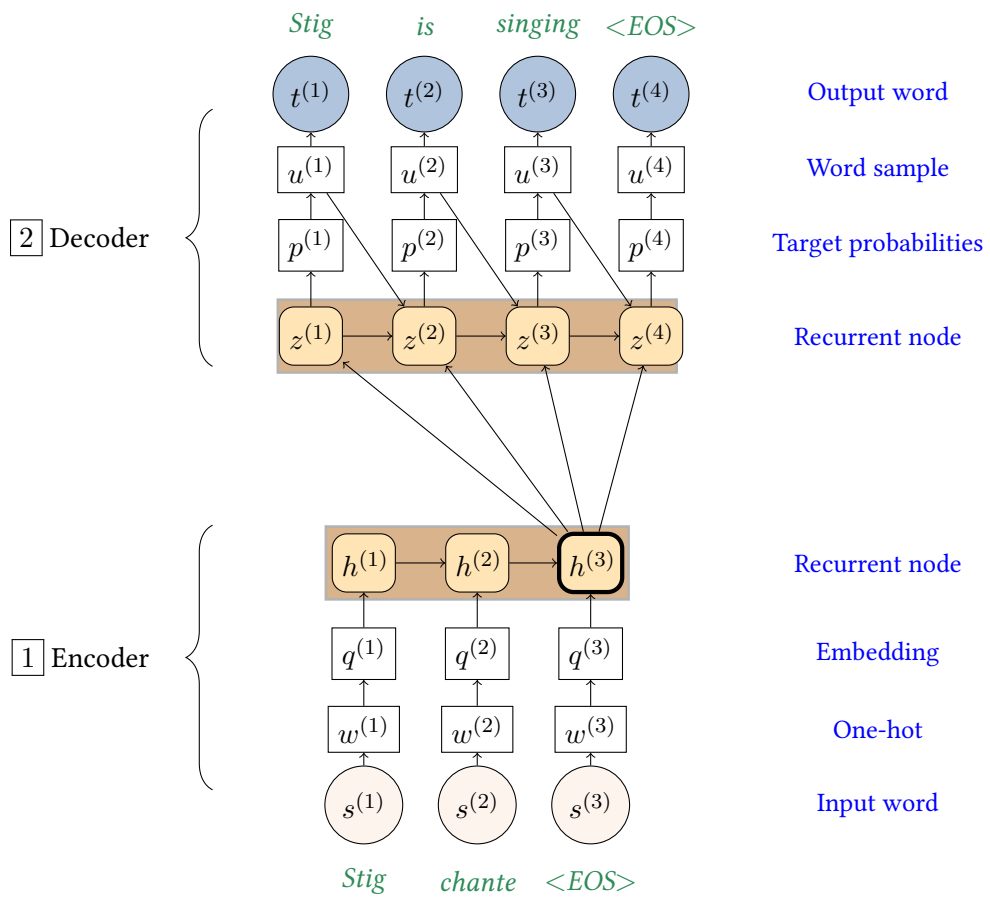 Stig is singing <EOS>
t^(1) t^(2) t^(3) t^(4) Output word
u^(1) u^(2) u^(3) u^(4) Word sample
2 Decoder p^(1) p^(2) p^(3) p^(4) Target probabilities
z^(1) z^(2) z^(3) z^(4) Recurrent node
h^(1) h^(2) h^(3) Recurrent node
1 Encoder q^(1) q^(2) q^(3) Embedding
w^(1) w^(2) w^(3) One-hot
s^(1) s^(2) s^(3) Input word
Stig chante <EOS>